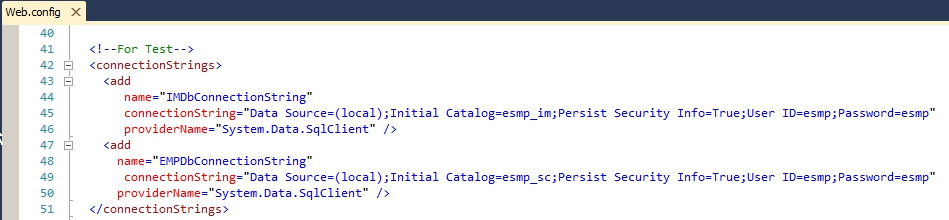 Web.config
40
41 <!--For Test-->
42 <connectionStrings>
43 <add
44 name="IMDbConnectionString"
45 connectionString="Data Source=(local);Initial Catalog=esmp_im;Persist Security Info=True;User ID=esmp;Password=esmp"
46 providerName="System.Data.SqlClient" />
47 <add
48 name="EMPDbConnectionString"
49 connectionString="Data Source=(local);Initial Catalog=esmp_sc;Persist Security Info=True;User ID=esmp;Password=esmp"
50 providerName="System.Data.SqlClient" />
51 </connectionStrings>